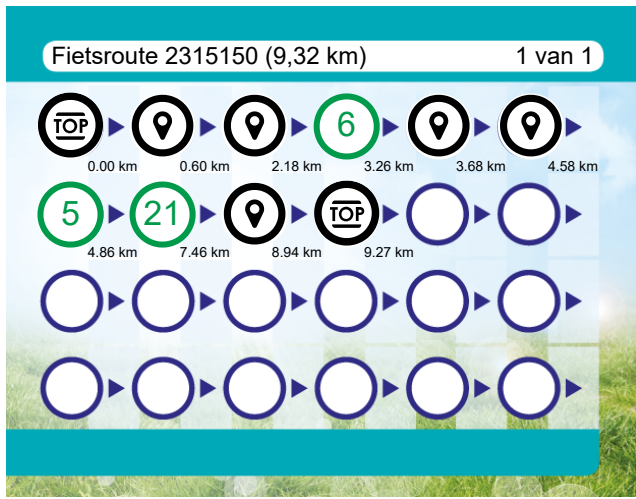 Fietsroute 2315150 (9,32 km) 1 van 1
TOP 6
0.00 km 0.60 km 2.18 km 3.26 km 3.68 km 4.58 km
5 21 TOP
4.86 km 7.46 km 8.94 km 9.27 km